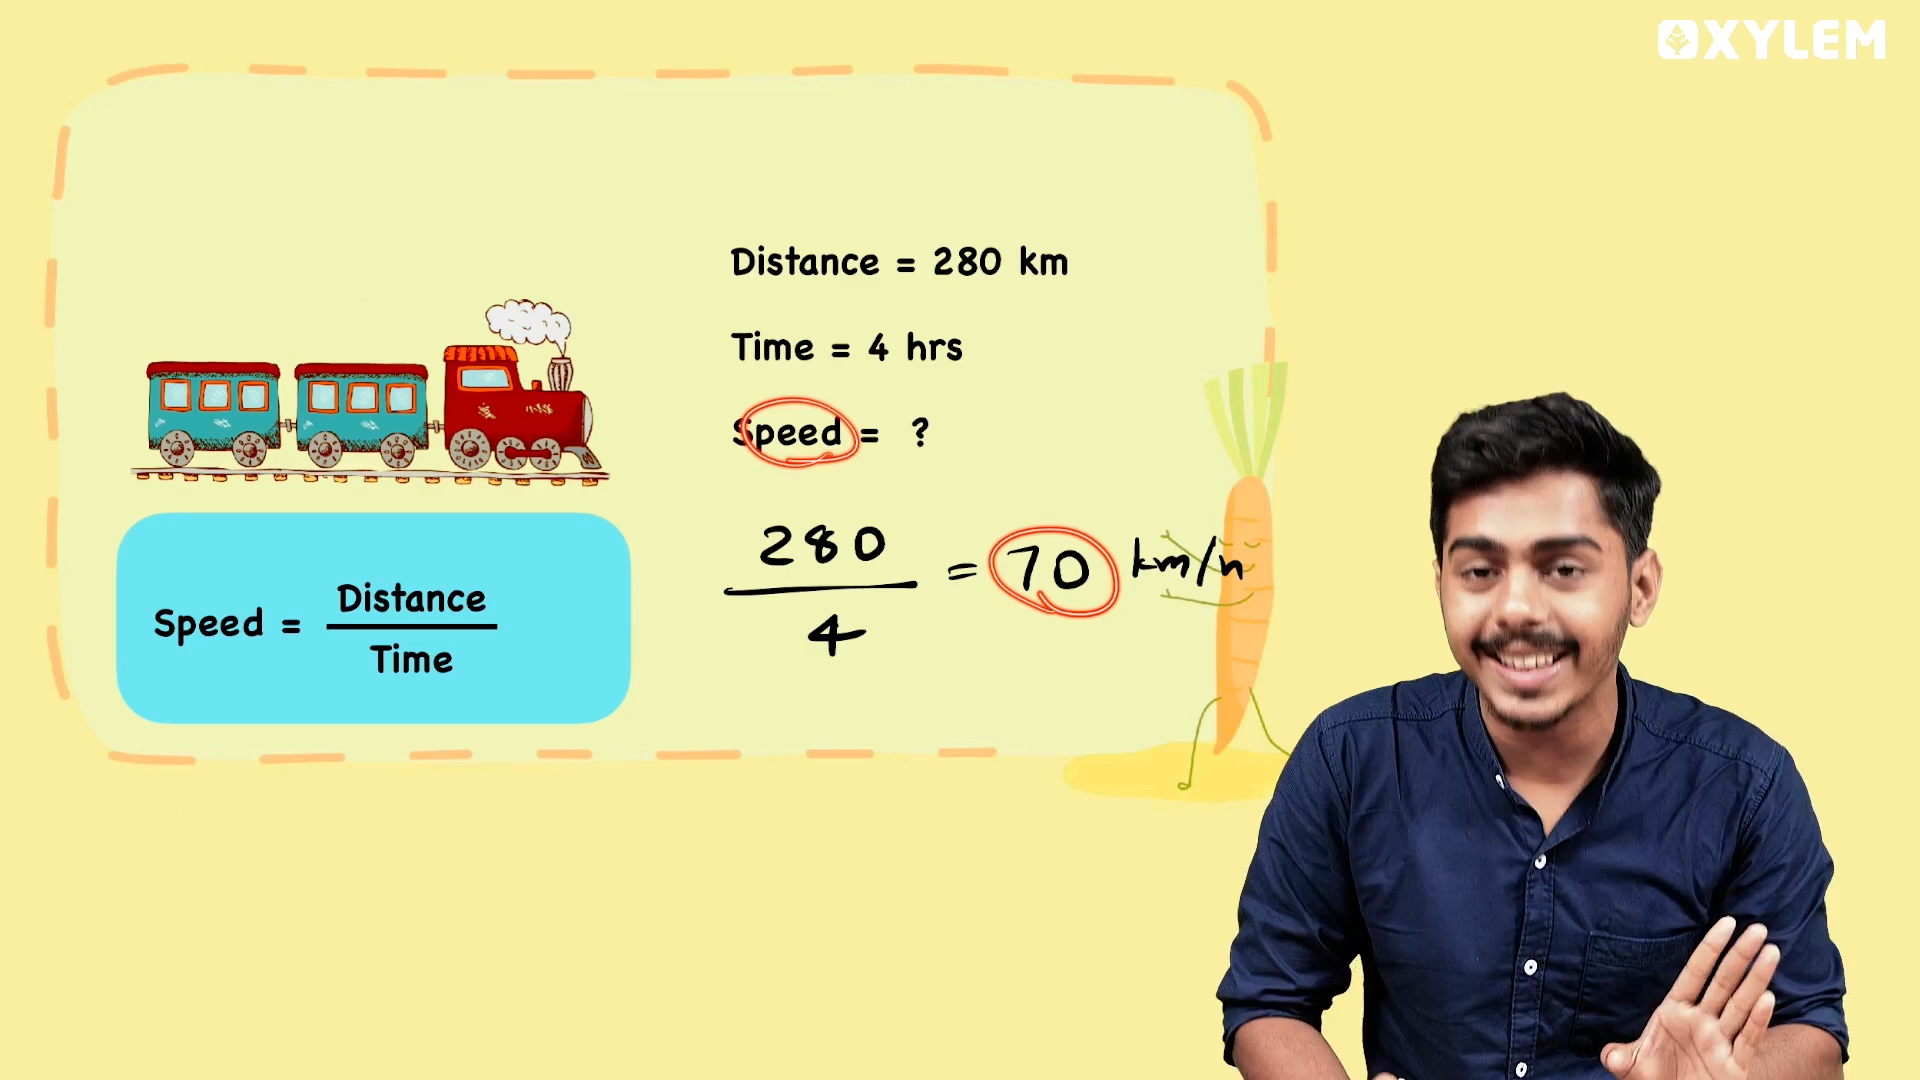 XYLEM
Distance = 280 km
Time = 4 hrs
Speed = ?
280
4
= 70 km/h
Speed =
Distance
Time